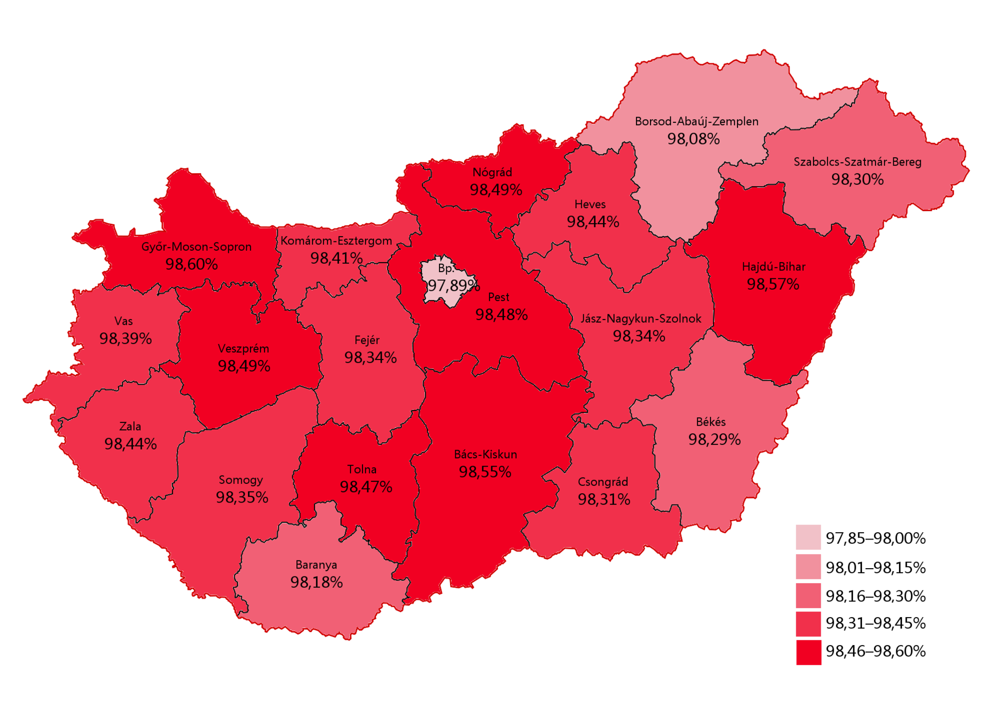 Borsod-Abaúj-Zemplen
98,08%
Szabolcs-Szatmár-Bereg
98,30%
Nógrád
98,49%
Heves
98,44%
Győr-Moson-Sopron
98,60%
Komárom-Esztergom
98,41%
Bp.
97,89%
Hajdú-Bihar
98,57%
Pest
98,48%
Vas
98,39%
Jász-Nagykun-Szolnok
98,34%
Veszprém
98,49%
Fejér
98,34%
Zala
98,44%
Békés
98,29%
Bács-Kiskun
98,55%
Tolna
98,47%
Somogy
98,35%
Csongrád
98,31%
Baranya
98,18%
97,85–98,00%
98,01–98,15%
98,16–98,30%
98,31–98,45%
98,46–98,60%